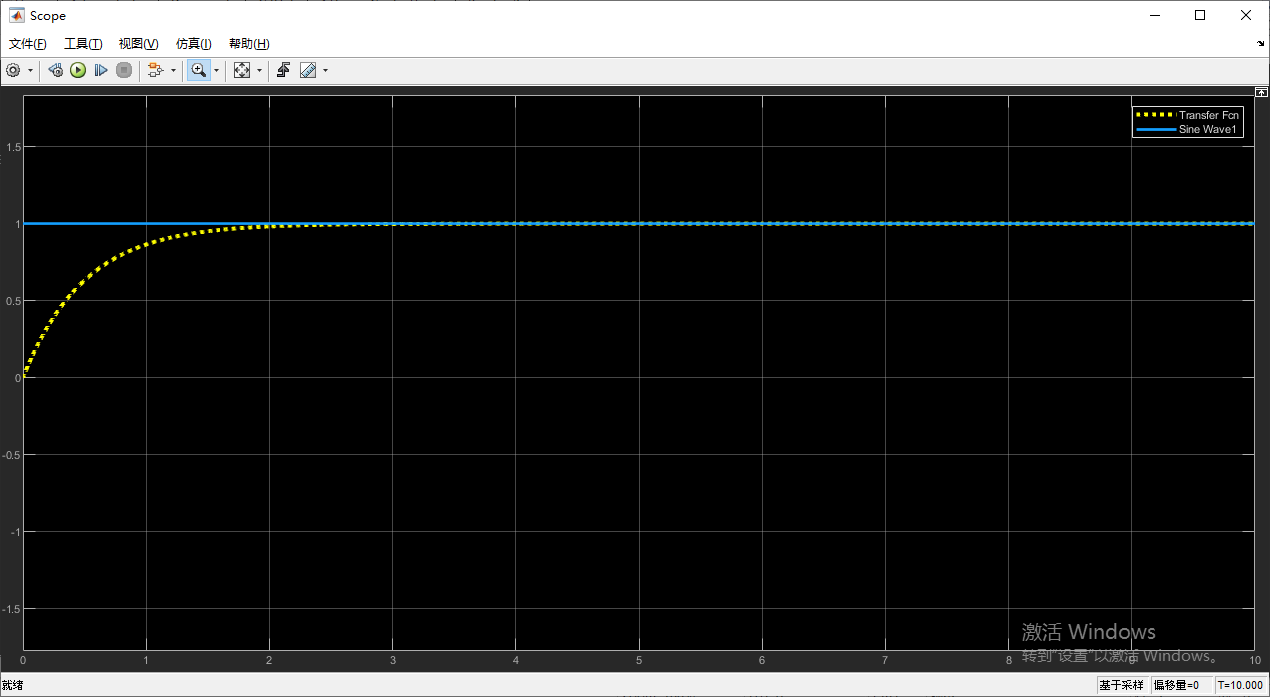 Scope
文件(F) 工具(T) 视图(V) 仿真(I) 帮助(H)
Transfer Fcn
Sine Wave1
1.5
1
0.5
0
-0.5
-1
-1.5
0 1 2 3 4 5 6 7 8 9 10
激活 Windows
转到"设置"以激活 Windows。
就绪
基于采样 偏移量=0 T=10.000